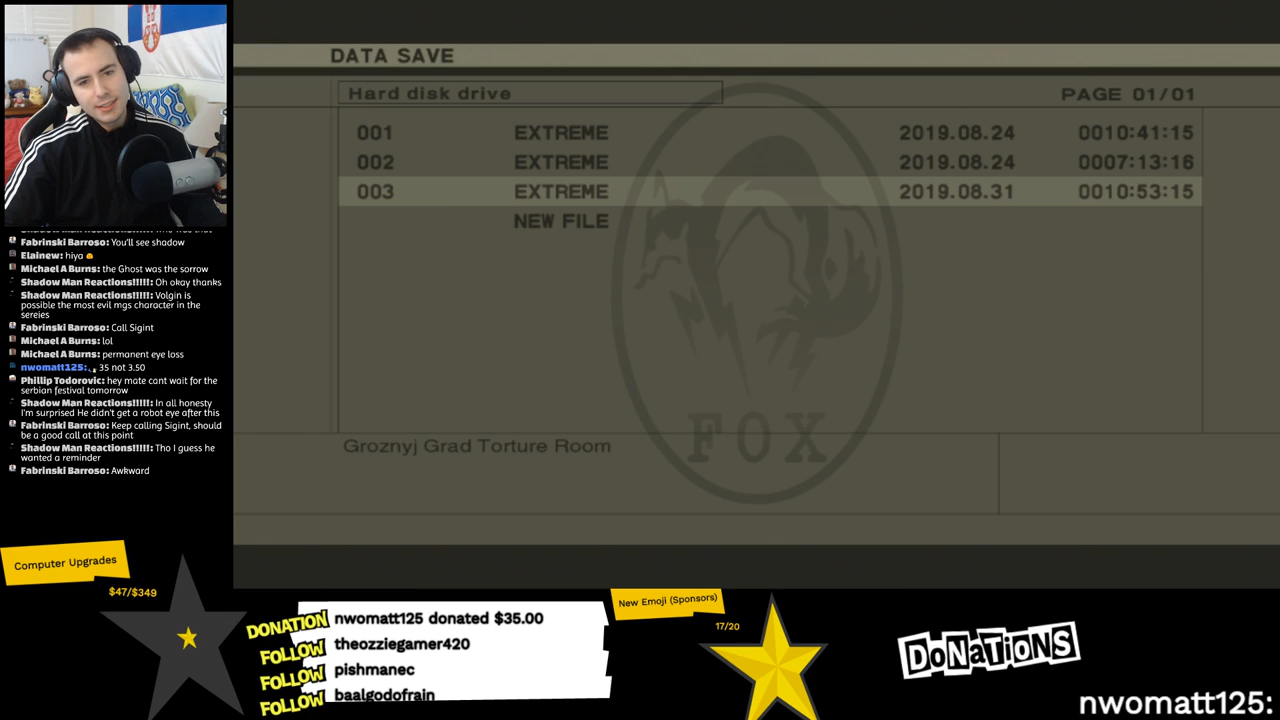 DATA SAVE
Hard disk drive
PAGE 01/01
001 EXTREME 2019.08.24 0010:41:15
002 EXTREME 2019.08.24 0007:13:16
003 EXTREME 2019.08.31 0010:53:15
NEW FILE
FOX
Groznyj Grad Torture Room
Fabrinski Barroso: You'll see shadow
Elainew: hiya
Michael A Burns: the Ghost was the sorrow
Shadow Man Reactions!!!!!: Oh okay thanks
Shadow Man Reactions!!!!!: Volgin is
possible the most evil mgs character in the
sereies
Fabrinski Barroso: Call Sigint
Michael A Burns: lol
Michael A Burns: permanent eye loss
nwomatt125: 35 not 3.50
Phillip Todorovic: hey mate cant wait for the
serbian festival tomorrow
Shadow Man Reactions!!!!!: In all honesty
I'm surprised He didn't get a robot eye after this
Fabrinski Barroso: Keep calling Sigint, should
be a good call at this point
Shadow Man Reactions!!!!!: Tho I guess he
wanted a reminder
Fabrinski Barroso: Awkward
Computer Upgrades
$47/$349
DONATION nwomatt125 donated $35.00
FOLLOW theozziegamer420
FOLLOW pishmanec
FOLLOW baalgodofrain
New Emoji (Sponsors)
17/20
DONATIONS
nwomatt125: